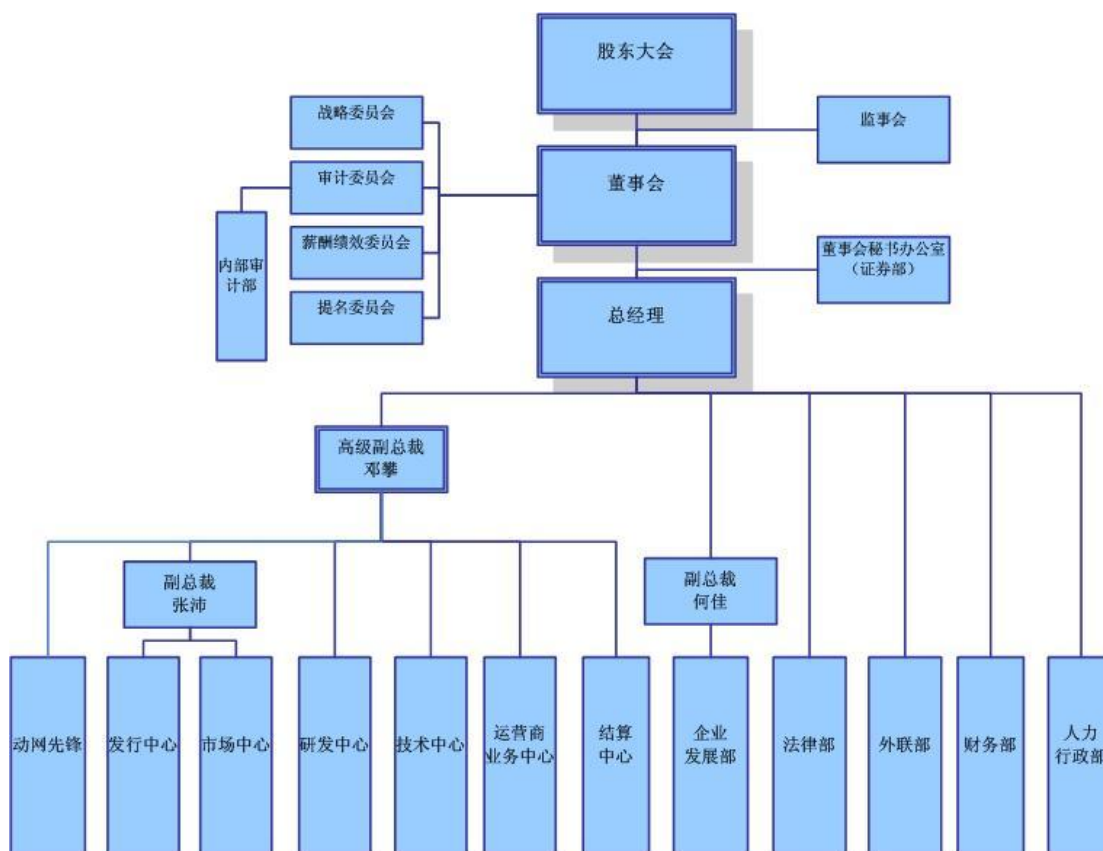 股东大会
战略委员会
监事会
审计委员会
董事会
内部审
计部
薪酬绩效委员会
董事会秘书办公室
（证券部）
提名委员会
总经理
高级副总裁
邓攀
副总裁
张沛
副总裁
何佳
动网先锋
发行中心
市场中心
研发中心
技术中心
运营商
业务中心
结算
中心
企业
发展部
法律部
外联部
财务部
人力
行政部